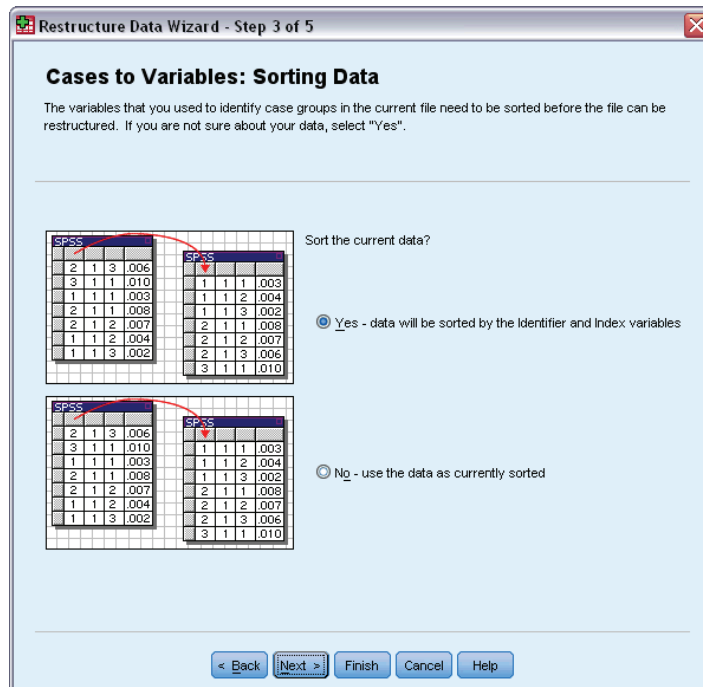 Restructure Data Wizard - Step 3 of 5
Cases to Variables: Sorting Data
The variables that you used to identify case groups in the current file need to be sorted before the file can be
restructured. If you are not sure about your data, select "Yes".
SPSS
2 1 3 .006
3 1 1 .010
1 1 1 .003
2 1 1 .008
2 1 2 .007
1 1 2 .004
1 1 3 .002
SPSS
1 1 1 .003
1 1 2 .004
1 1 3 .002
2 1 1 .008
2 1 2 .007
2 1 3 .006
3 1 1 .010
Sort the current data?
Yes - data will be sorted by the Identifier and Index variables
SPSS
2 1 3 .006
3 1 1 .010
1 1 1 .003
2 1 1 .008
2 1 2 .007
1 1 2 .004
1 1 3 .002
SPSS
1 1 1 .003
1 1 2 .004
1 1 3 .002
2 1 1 .008
2 1 2 .007
2 1 3 .006
3 1 1 .010
No - use the data as currently sorted
< Back Next > Finish Cancel Help